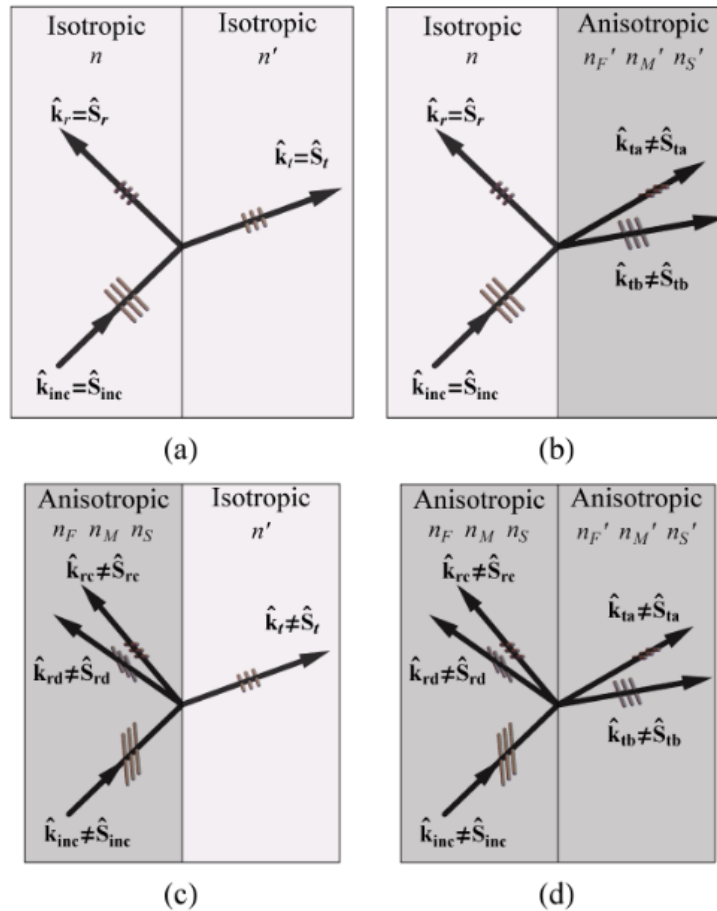 Isotropic
n
Isotropic
n′
k̂r=Ŝr
k̂t=Ŝt
k̂inc=Ŝinc
(a)
Isotropic
n
Anisotropic
nF′ nM′ nS′
k̂r=Ŝr
k̂ta≠Ŝta
k̂tb≠Ŝtb
k̂inc=Ŝinc
(b)
Anisotropic
nF nM nS
Isotropic
n′
k̂rc≠Ŝrc
k̂t≠Ŝt
k̂rd≠Ŝrd
k̂inc≠Ŝinc
(c)
Anisotropic
nF nM nS
Anisotropic
nF′ nM′ nS′
k̂rc≠Ŝrc
k̂ta≠Ŝta
k̂rd≠Ŝrd
k̂tb≠Ŝtb
k̂inc≠Ŝinc
(d)